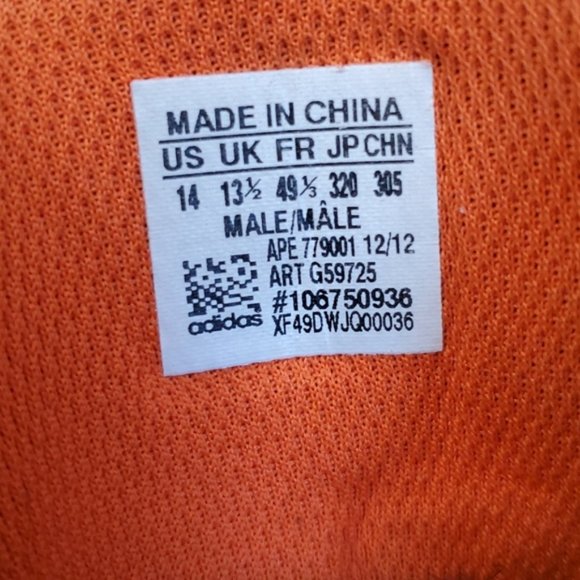 MADE IN CHINA
US UK FR JP CHN
14 13½ 49⅓ 320 305
MALE/MÂLE
APE 779001 12/12
ART G59725
#106750936
adidas XF49DWJQ00036